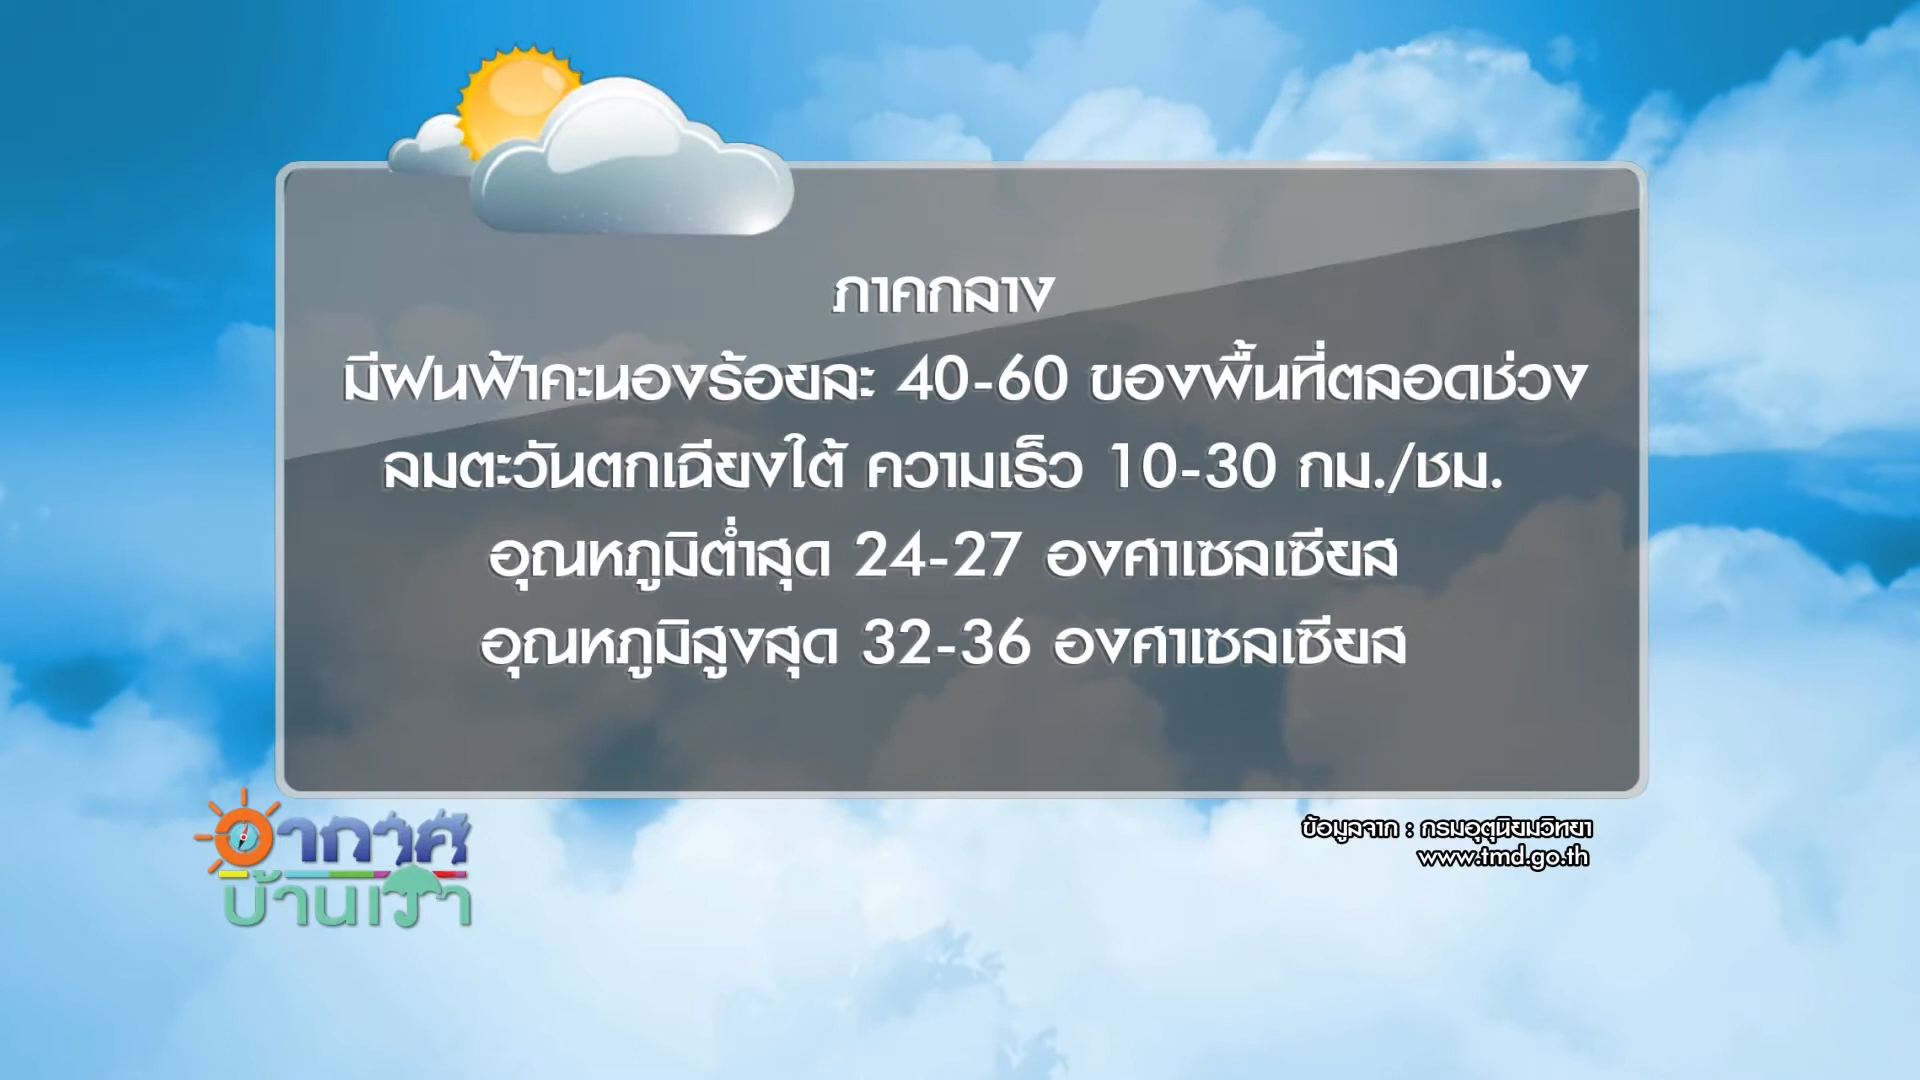 ภาคกลาง
มีฝนฟ้าคะนองร้อยละ 40-60 ของพื้นที่ตลอดช่วง
ลมตะวันตกเฉียงใต้ ความเร็ว 10-30 กม./ชม.
อุณหภูมิต่ำสุด 24-27 องศาเซลเซียส
อุณหภูมิสูงสุด 32-36 องศาเซลเซียส
อากาศ
บ้านเรา
ข้อมูลจาก : กรมอุตุนิยมวิทยา
www.tmd.go.th